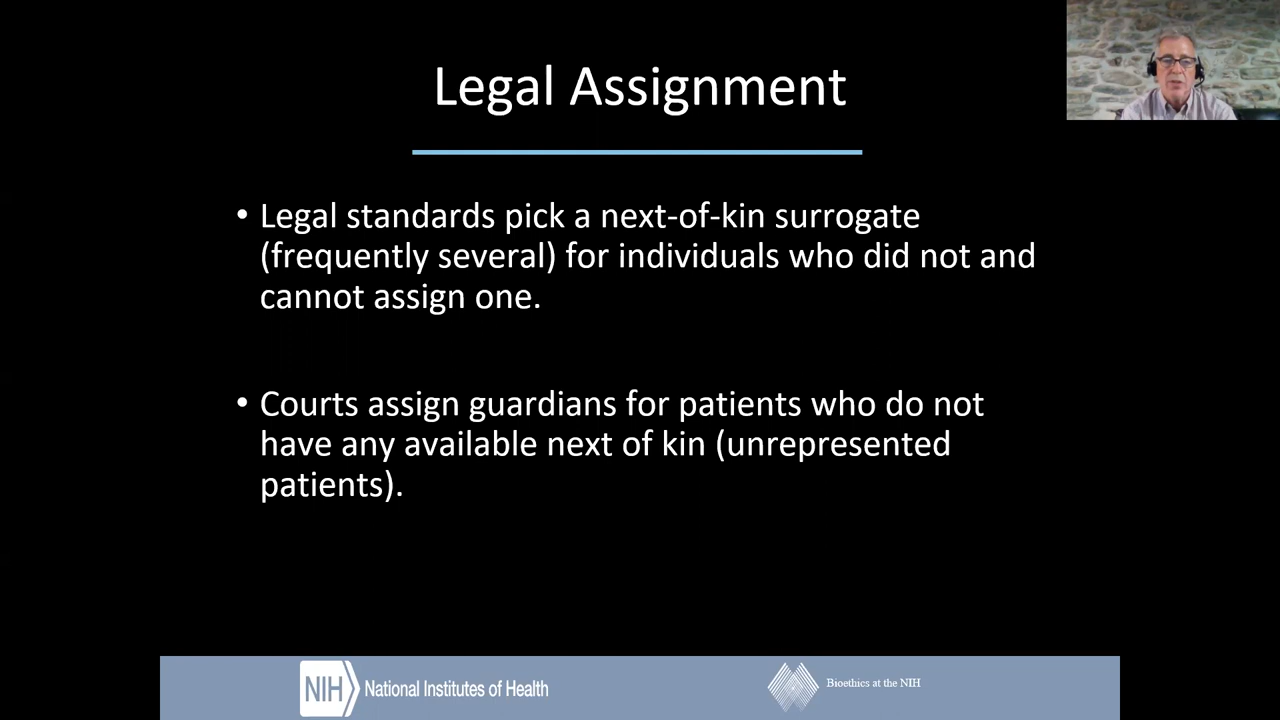 Legal Assignment
• Legal standards pick a next-of-kin surrogate
(frequently several) for individuals who did not and
cannot assign one.
• Courts assign guardians for patients who do not
have any available next of kin (unrepresented
patients).
NIH National Institutes of Health
Bioethics at the NIH